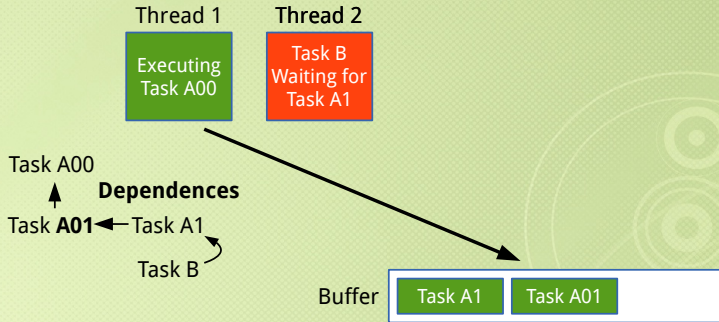 Thread 1
Thread 2
Executing
Task A00
Task B
Waiting for
Task A1
Task A00
Dependences
Task A01
Task A1
Task B
Buffer
Task A1
Task A01